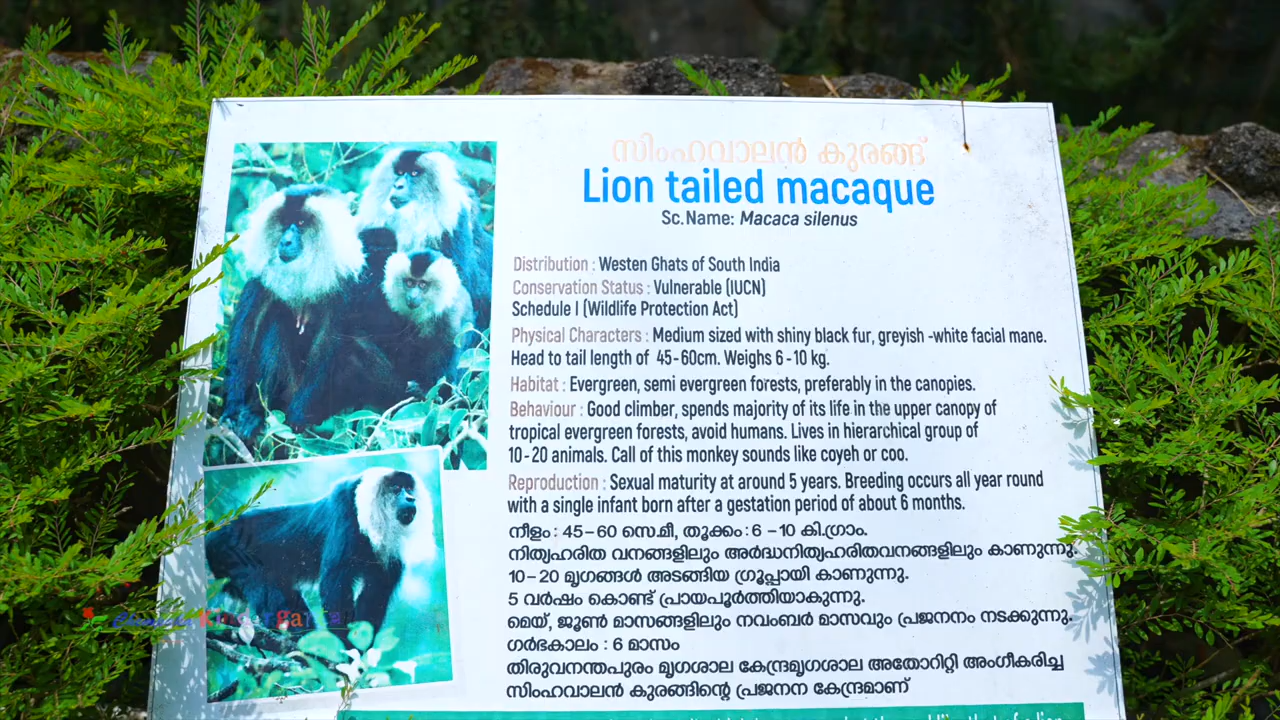 സിംഹവാലൻ കുരങ്ങ്
Lion tailed macaque
Sc.Name: Macaca silenus
Distribution : Westen Ghats of South India
Conservation Status : Vulnerable (IUCN)
Schedule I (Wildlife Protection Act)
Physical Characters : Medium sized with shiny black fur, greyish -white facial mane.
Head to tail length of 45-60cm. Weighs 6-10 kg.
Habitat : Evergreen, semi evergreen forests, preferably in the canopies.
Behaviour : Good climber, spends majority of its life in the upper canopy of
tropical evergreen forests, avoid humans. Lives in hierarchical group of
10-20 animals. Call of this monkey sounds like coyeh or coo.
Reproduction : Sexual maturity at around 5 years. Breeding occurs all year round
with a single infant born after a gestation period of about 6 months.
നീളം : 45–60 സെ.മീ, തൂക്കം : 6 –10 കി.ഗ്രാം.
നിത്യഹരിത വനങ്ങളിലും അർദ്ധനിത്യഹരിതവനങ്ങളിലും കാണുന്നു.
10–20 മൃഗങ്ങൾ അടങ്ങിയ ഗ്രൂപ്പായി കാണുന്നു.
5 വർഷം കൊണ്ട് പ്രായപൂർത്തിയാകുന്നു.
മെയ്, ജൂൺ മാസങ്ങളിലും നവംബർ മാസവും പ്രജനനം നടക്കുന്നു.
ഗർഭകാലം : 6 മാസം
തിരുവനന്തപുരം മൃഗശാല കേന്ദ്രമൃഗശാല അതോറിറ്റി അംഗീകരിച്ച
സിംഹവാലൻ കുരങ്ങിന്റെ പ്രജനന കേന്ദ്രമാണ്